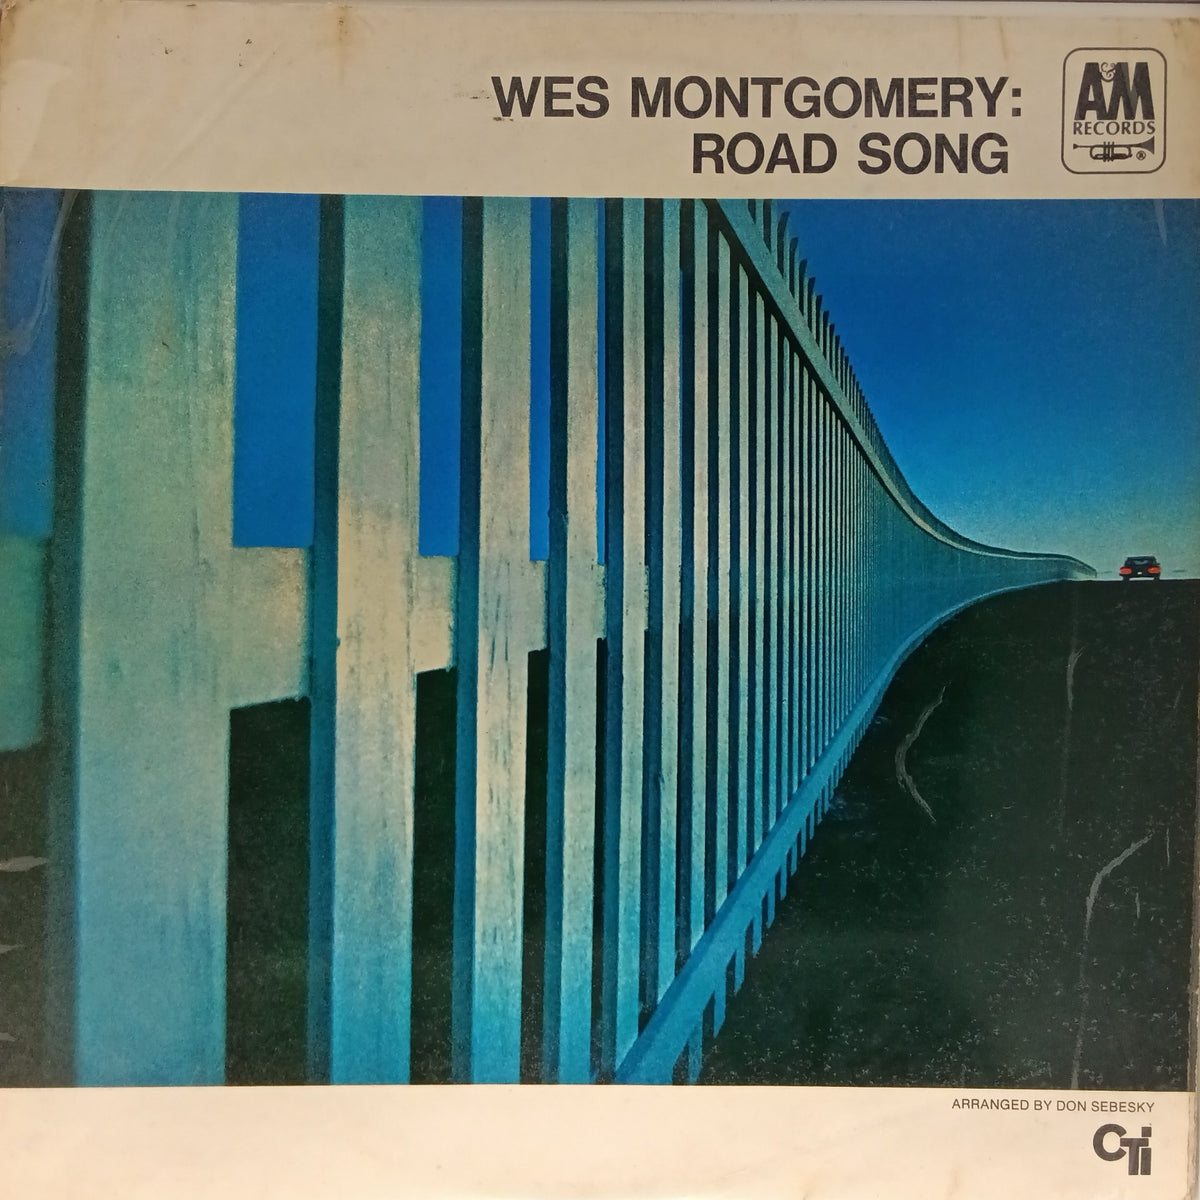 WES MONTGOMERY:
ROAD SONG
A&M
RECORDS
®
ARRANGED BY DON SEBESKY
CTi